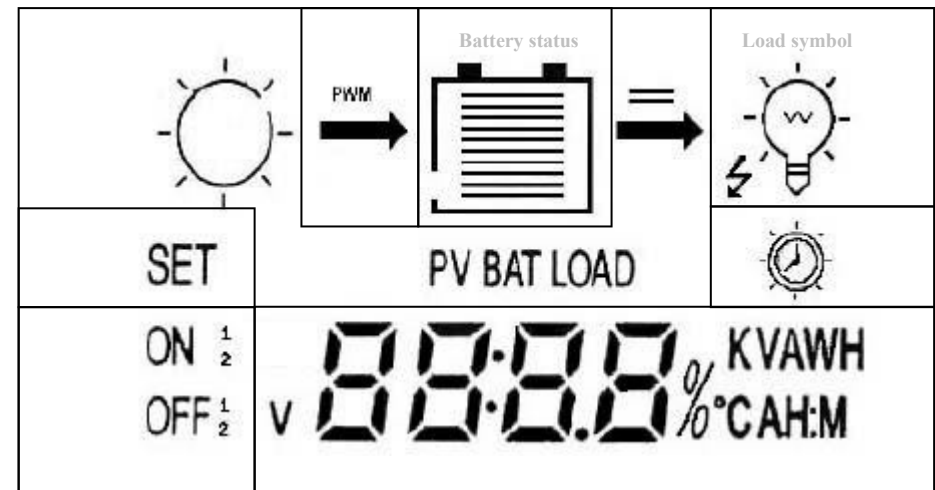 Battery status
Load symbol
PWM
SET
PV BAT LOAD
ON 1 2
OFF 1 2
V 88:8.8 % KVAWH
°C AH:M